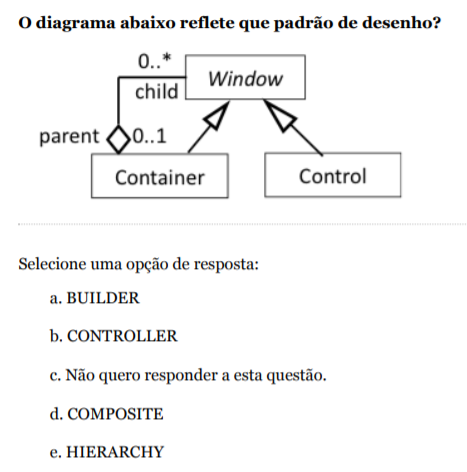 O diagrama abaixo reflete que padrão de desenho?
0..*
Window
child
parent
0..1
Container
Control
Selecione uma opção de resposta:
a. BUILDER
b. CONTROLLER
c. Não quero responder a esta questão.
d. COMPOSITE
e. HIERARCHY